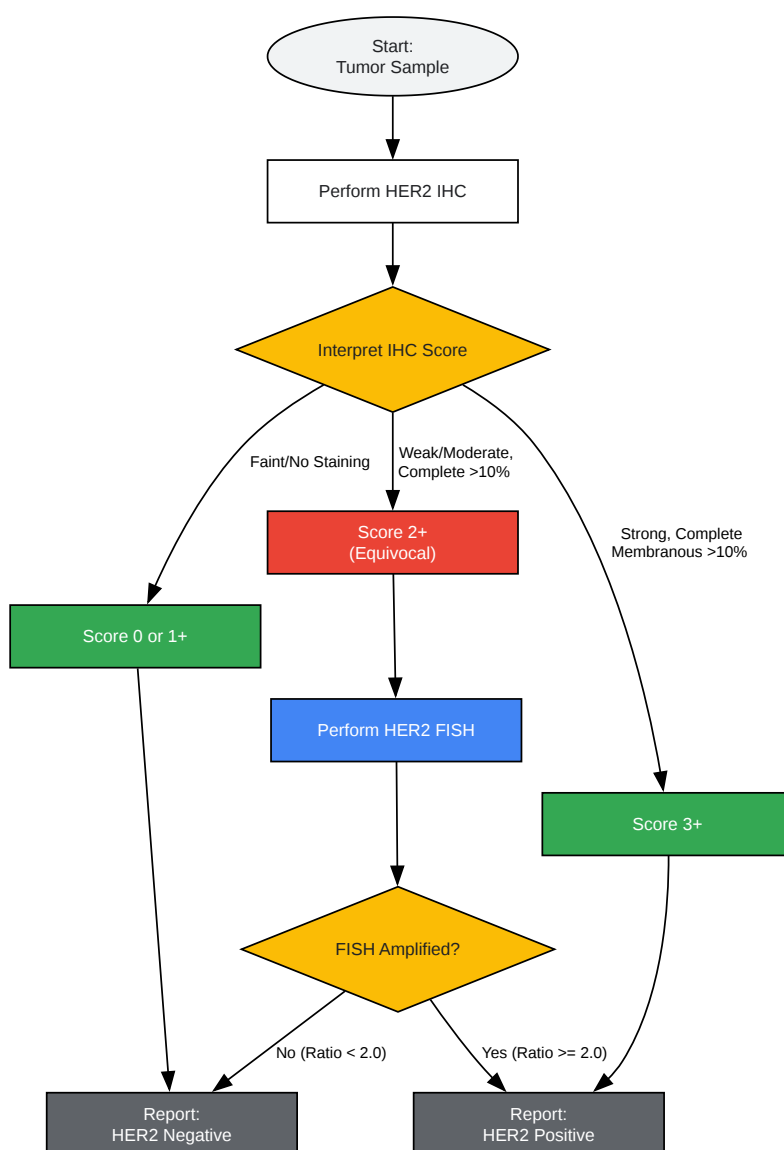 Start:
Tumor Sample
Perform HER2 IHC
Interpret IHC Score
Faint/No Staining
Weak/Moderate,
Complete >10%
Strong, Complete
Membranous >10%
Score 2+
(Equivocal)
Score 0 or 1+
Perform HER2 FISH
Score 3+
FISH Amplified?
No (Ratio < 2.0)
Yes (Ratio >= 2.0)
Report:
HER2 Negative
Report:
HER2 Positive